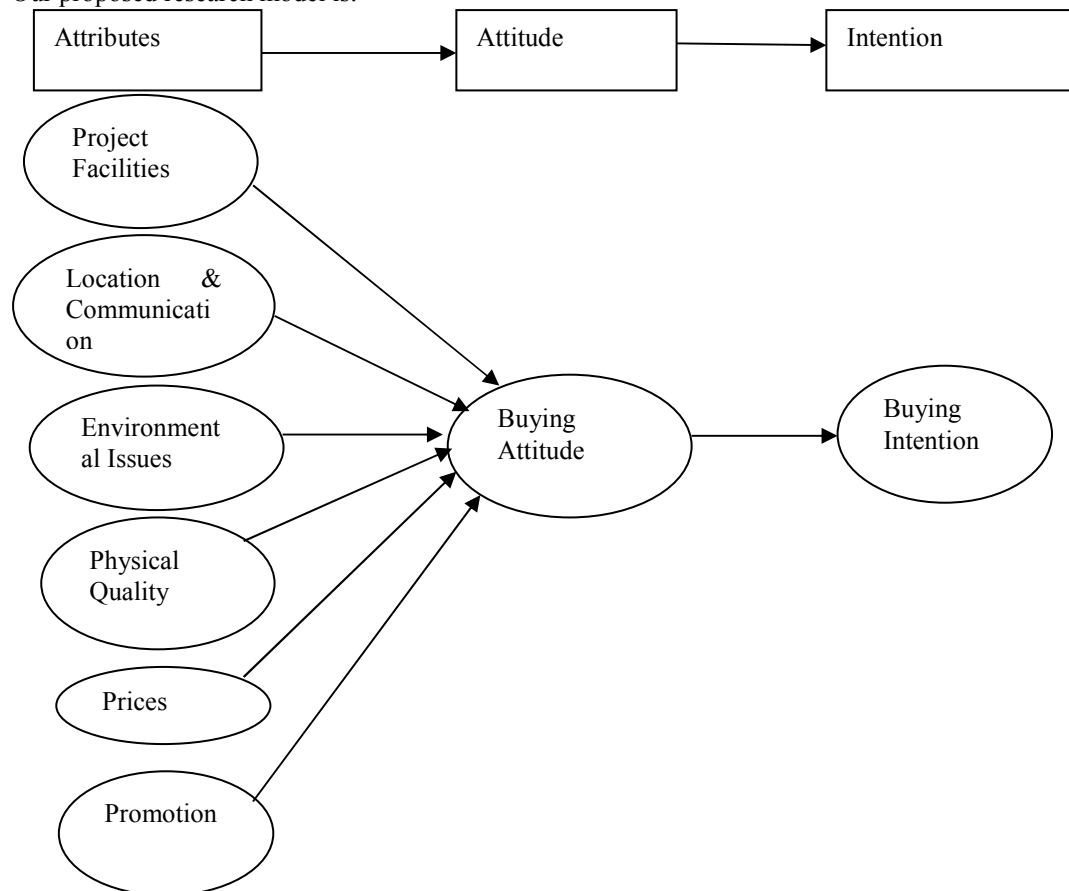 Our proposed research model is:
Attributes
Attitude
Intention
Project
Facilities
Location &
Communicati
on
Environment
al Issues
Physical
Quality
Prices
Promotion
Buying
Attitude
Buying
Intention